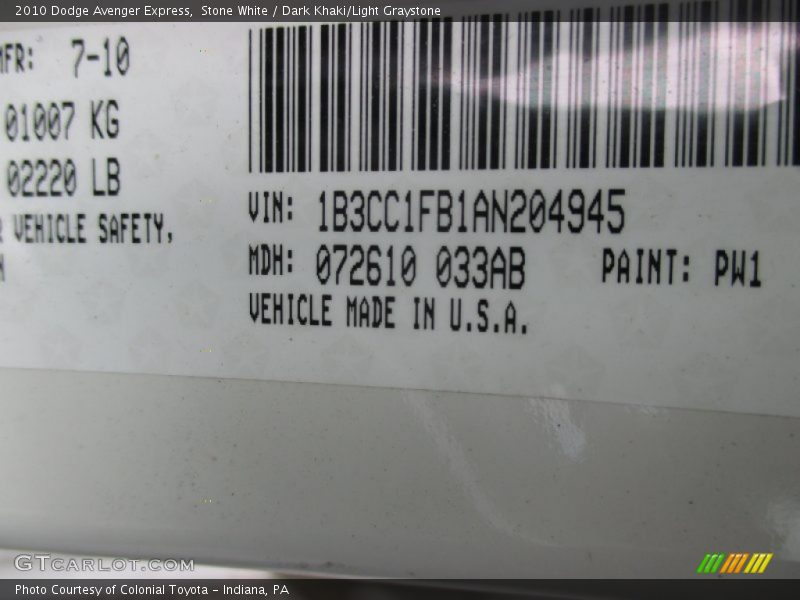 2010 Dodge Avenger Express,  Stone White / Dark Khaki/Light Graystone
MFR: 7-10
01007 KG
02220 LB
VEHICLE SAFETY,
VIN: 1B3CC1FB1AN204945
MDH: 072610 033AB PAINT: PW1
VEHICLE MADE IN U.S.A.
GTCARLOT.COM
Photo Courtesy of Colonial Toyota - Indiana, PA